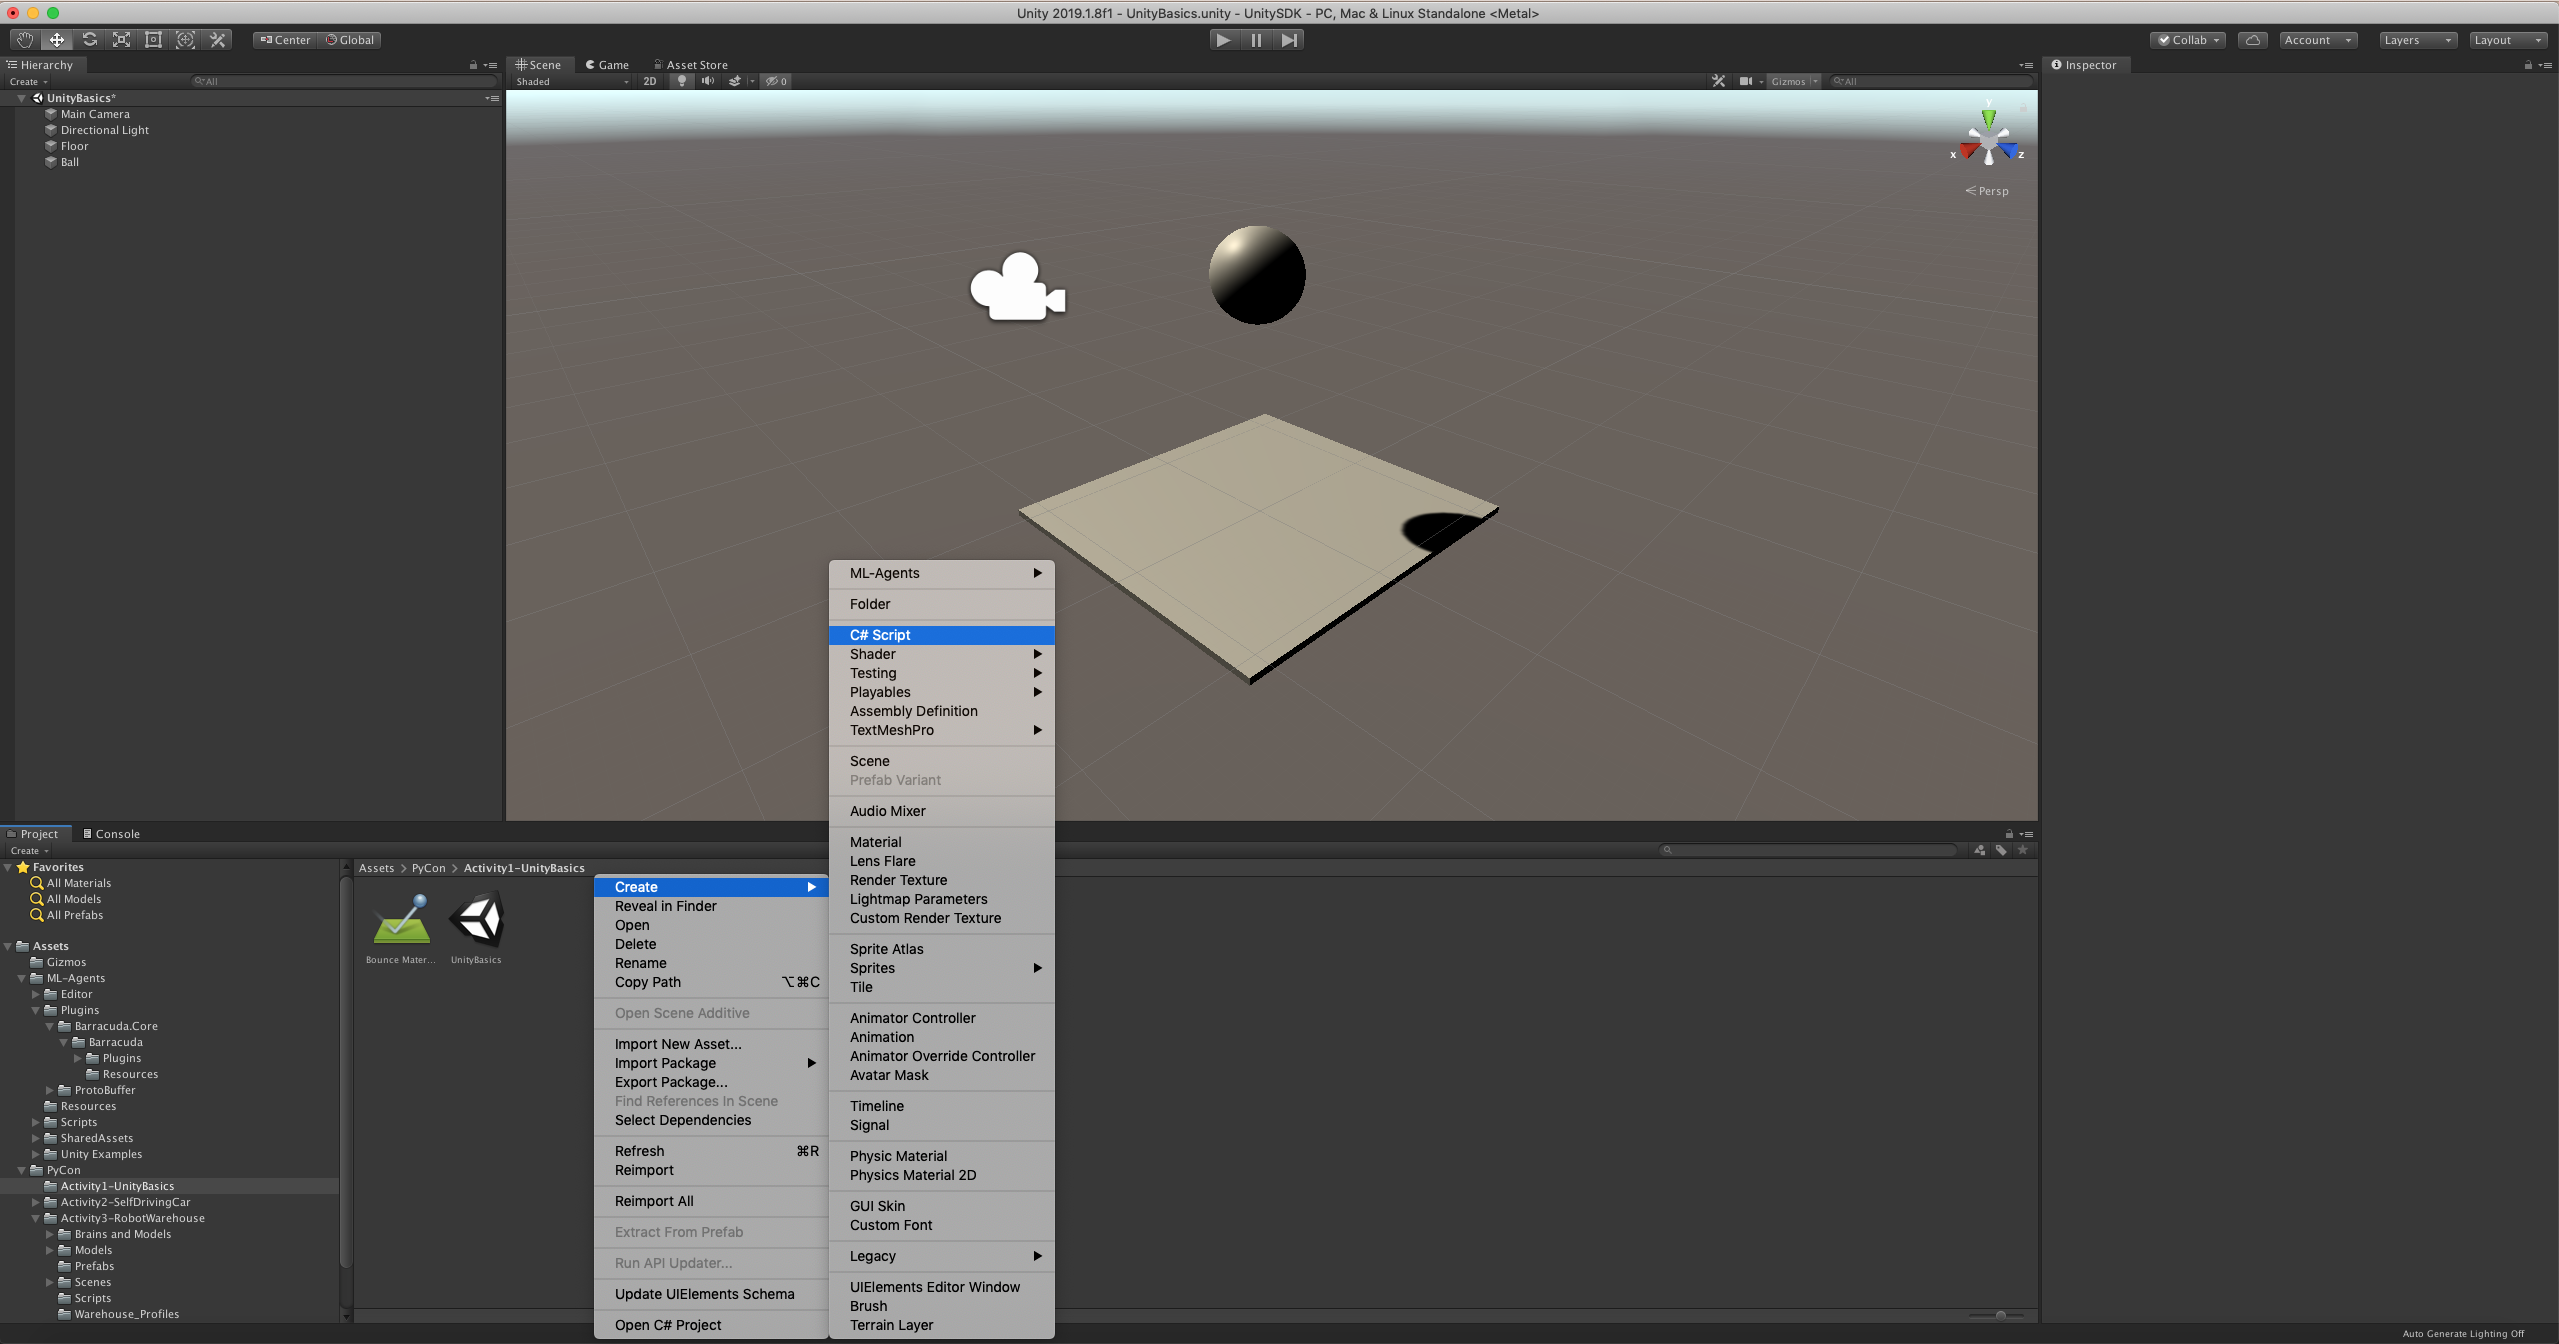 Unity 2019.1.8f1 - UnityBasics.unity - UnitySDK - PC, Mac & Linux Standalone <Metal>
Center Global
Collab Account Layers Layout
Hierarchy
Create All
UnityBasics*
Main Camera
Directional Light
Floor
Ball
Scene Game Asset Store
Shaded 2D 0 Gizmos All
y
x z
Persp
Inspector
Project Console
Create
Favorites
All Materials
All Models
All Prefabs
Assets
Gizmos
ML-Agents
Editor
Plugins
Barracuda.Core
Barracuda
Plugins
Resources
ProtoBuffer
Resources
Scripts
SharedAssets
Unity Examples
PyCon
Activity1-UnityBasics
Activity2-SelfDrivingCar
Activity3-RobotWarehouse
Brains and Models
Models
Prefabs
Scenes
Scripts
Warehouse_Profiles
Assets > PyCon > Activity1-UnityBasics
Bounce Mater...
UnityBasics
Create
Reveal in Finder
Open
Delete
Rename
Copy Path ⌥⌘C
Open Scene Additive
Import New Asset...
Import Package
Export Package...
Find References In Scene
Select Dependencies
Refresh ⌘R
Reimport
Reimport All
Extract From Prefab
Run API Updater...
Update UIElements Schema
Open C# Project
ML-Agents
Folder
C# Script
Shader
Testing
Playables
Assembly Definition
TextMeshPro
Scene
Prefab Variant
Audio Mixer
Material
Lens Flare
Render Texture
Lightmap Parameters
Custom Render Texture
Sprite Atlas
Sprites
Tile
Animator Controller
Animation
Animator Override Controller
Avatar Mask
Timeline
Signal
Physic Material
Physics Material 2D
GUI Skin
Custom Font
Legacy
UIElements Editor Window
Brush
Terrain Layer
Auto Generate Lighting Off